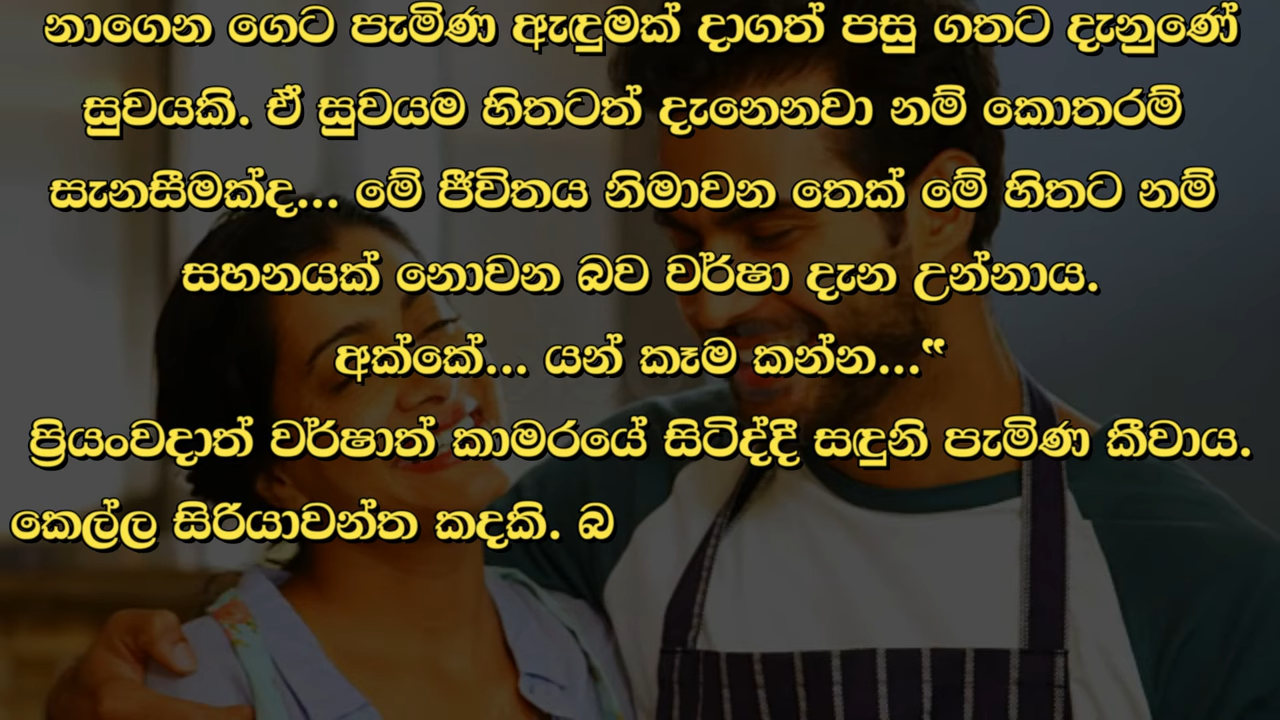 නාගෙන ගෙට පැමිණ ඇඳුමක් දාගත් පසු ගතට දැනුණේ
සුවයකි. ඒ සුවයම හිතටත් දැනෙනවා නම් කොතරම්
සැනසීමක්ද... මේ ජීවිතය නිමාවන තෙක් මේ හිතට නම්
සහනයක් නොවන බව වර්ෂා දැන උන්නාය.
අක්කේ... යන් කෑම කන්න..."
ප්‍රියංවදාත් වර්ෂාත් කාමරයේ සිටිද්දී සඳුනි පැමිණ කීවාය.
කෙල්ල සිරියාවන්ත කදකි. බ